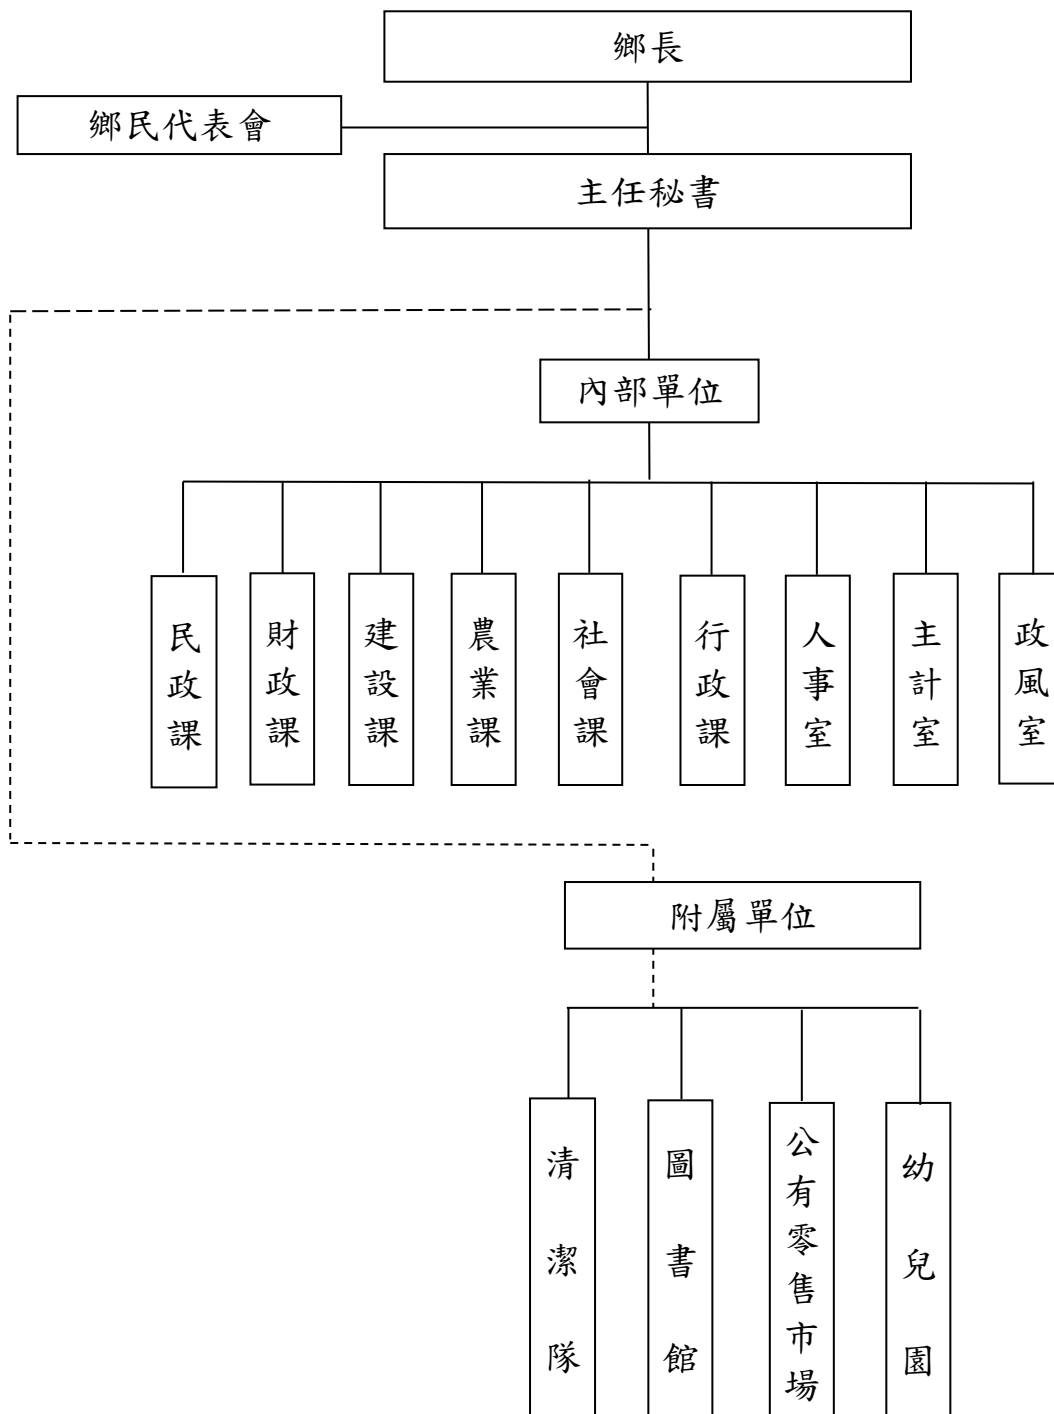 鄉長
鄉民代表會
主任秘書
內部單位
民政課
財政課
建設課
農業課
社會課
行政課
人事室
主計室
政風室
附屬單位
清潔隊
圖書館
公有零售市場
幼兒園